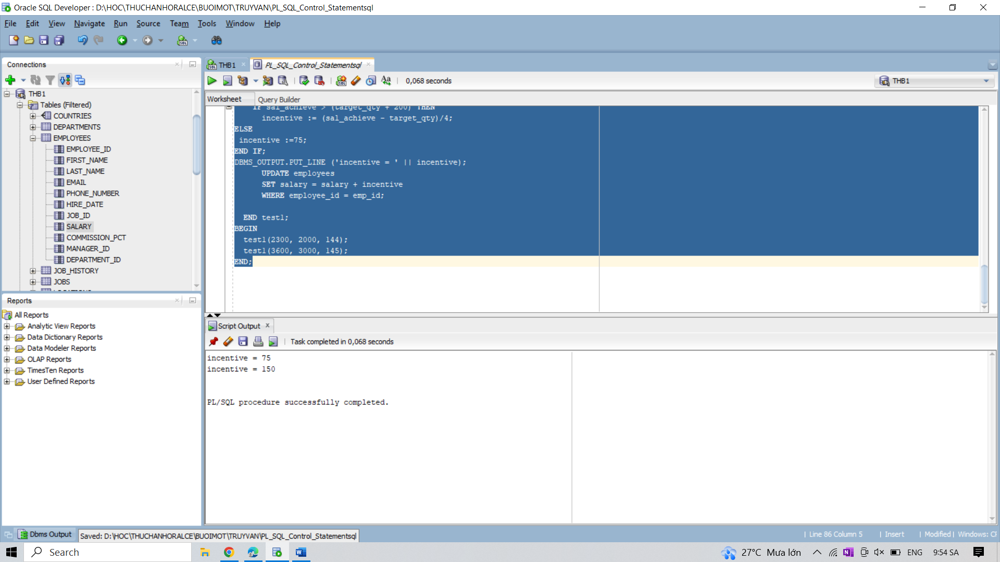 Oracle SQL Developer : D:\HOC\THUCHANHORALCE\BUOIMOT\TRUYVAN\PL_SQL_Control_Statementsql
File Edit View Navigate Run Source Team Tools Window Help
Connections
THB1
Tables (Filtered)
COUNTRIES
DEPARTMENTS
EMPLOYEES
EMPLOYEE_ID
FIRST_NAME
LAST_NAME
EMAIL
PHONE_NUMBER
HIRE_DATE
JOB_ID
SALARY
COMMISSION_PCT
MANAGER_ID
DEPARTMENT_ID
JOB_HISTORY
JOBS
Reports
All Reports
Analytic View Reports
Data Dictionary Reports
Data Modeler Reports
OLAP Reports
TimesTen Reports
User Defined Reports
THB1 PL_SQL_Control_Statementsql
0,068 seconds
THB1
Worksheet Query Builder
IF sal_achieve > (target_qty + 200) THEN
incentive := (sal_achieve - target_qty)/4;
ELSE
incentive :=75;
END IF;
DBMS_OUTPUT.PUT_LINE ('incentive = ' || incentive);
UPDATE employees
SET salary = salary + incentive
WHERE employee_id = emp_id;
END test1;
BEGIN
test1(2300, 2000, 144);
test1(3600, 3000, 145);
END;
Script Output
Task completed in 0,068 seconds
incentive = 75
incentive = 150
PL/SQL procedure successfully completed.
Dbms Output
Saved: D:\HOC\THUCHANHORALCE\BUOIMOT\TRUYVAN\PL_SQL_Control_Statementsql
| Line 86 Column 5 | Insert | Modified | Windows: CR
Search
27°C Mưa lớn
ENG
9:54 SA